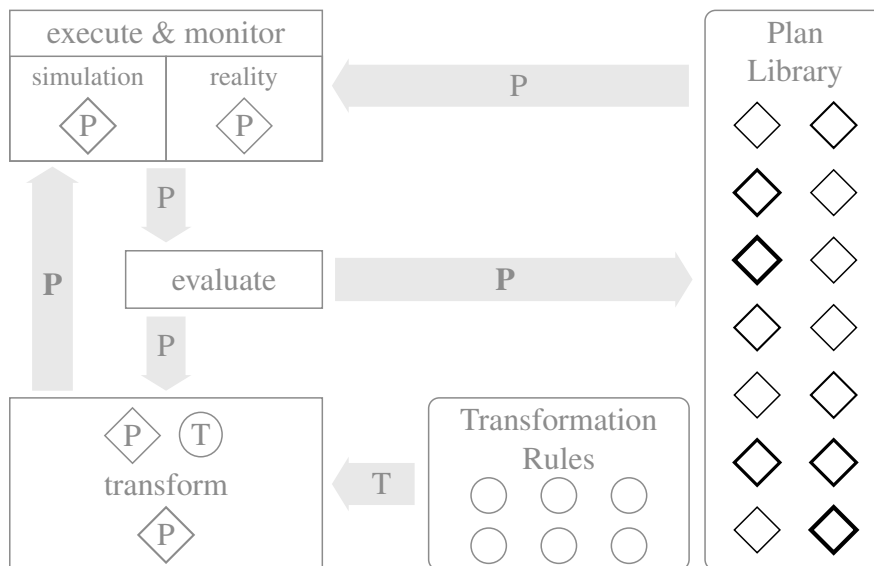 execute & monitor
simulation
reality
P
P
P
Plan
Library
P
P
evaluate
P
P
P
T
transform
P
T
Transformation
Rules